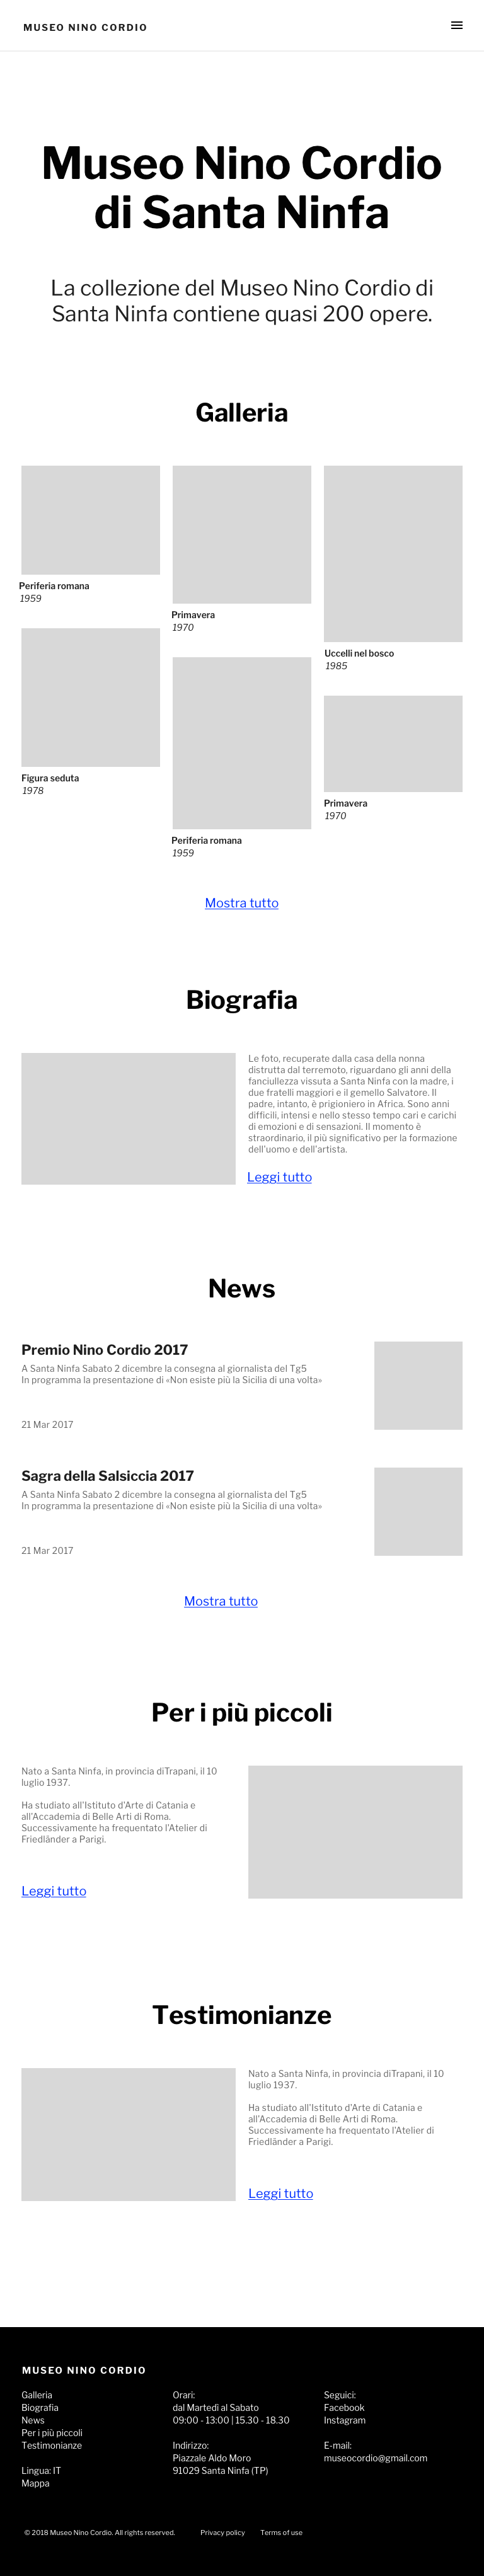 MUSEO NINO CORDIO
Museo Nino Cordio
di Santa Ninfa
La collezione del Museo Nino Cordio di
Santa Ninfa contiene quasi 200 opere.
Galleria
Periferia romana
1959
Primavera
1970
Uccelli nel bosco
1985
Figura seduta
1978
Periferia romana
1959
Primavera
1970
Mostra tutto
Biografia
Le foto, recuperate dalla casa della nonna
distrutta dal terremoto, riguardano gli anni della
fanciullezza vissuta a Santa Ninfa con la madre, i
due fratelli maggiori e il gemello Salvatore. Il
padre, intanto, è prigioniero in Africa. Sono anni
difficili, intensi e nello stesso tempo cari e carichi
di emozioni e di sensazioni. Il momento è
straordinario, il più significativo per la formazione
dell'uomo e dell'artista.
Leggi tutto
News
Premio Nino Cordio 2017
A Santa Ninfa Sabato 2 dicembre la consegna al giornalista del Tg5
In programma la presentazione di «Non esiste più la Sicilia di una volta»
21 Mar 2017
Sagra della Salsiccia 2017
A Santa Ninfa Sabato 2 dicembre la consegna al giornalista del Tg5
In programma la presentazione di «Non esiste più la Sicilia di una volta»
21 Mar 2017
Mostra tutto
Per i più piccoli
Nato a Santa Ninfa, in provincia diTrapani, il 10
luglio 1937.
Ha studiato all'Istituto d'Arte di Catania e
all'Accademia di Belle Arti di Roma.
Successivamente ha frequentato l'Atelier di
Friedländer a Parigi.
Leggi tutto
Testimonianze
Nato a Santa Ninfa, in provincia diTrapani, il 10
luglio 1937.
Ha studiato all'Istituto d'Arte di Catania e
all'Accademia di Belle Arti di Roma.
Successivamente ha frequentato l'Atelier di
Friedländer a Parigi.
Leggi tutto
MUSEO NINO CORDIO
Galleria
Biografia
News
Per i più piccoli
Testimonianze
Lingua: IT
Mappa
Orari:
dal Martedì al Sabato
09:00 - 13:00 | 15.30 - 18.30
Indirizzo:
Piazzale Aldo Moro
91029 Santa Ninfa (TP)
Seguici:
Facebook
Instagram
E-mail:
museocordio@gmail.com
© 2018 Museo Nino Cordio. All rights reserved. Privacy policy Terms of use